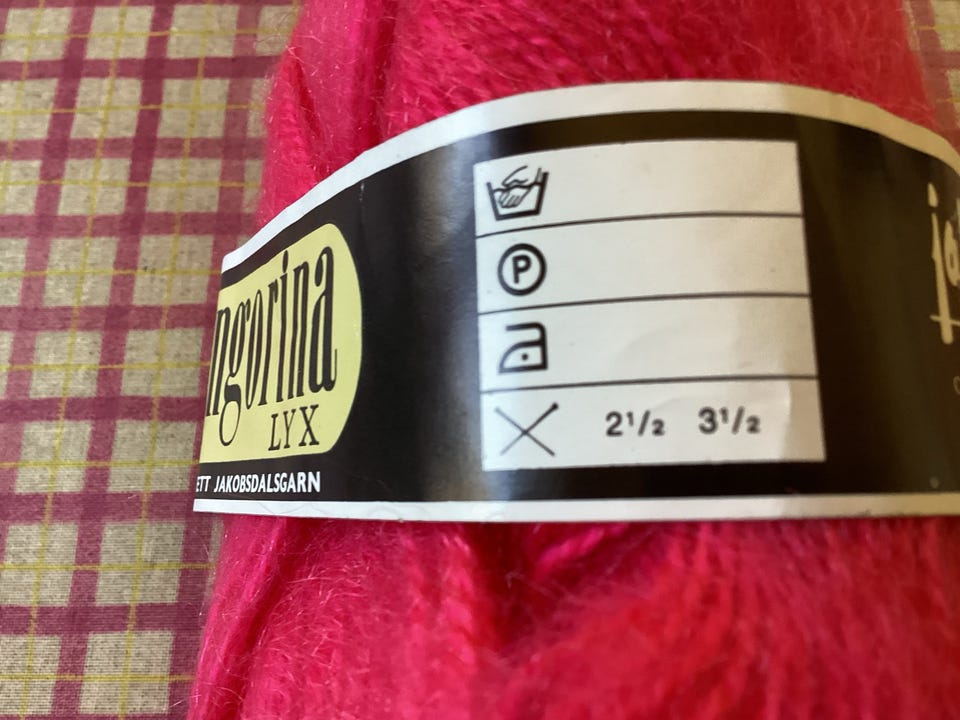 ngorina
LYX
ETT JAKOBSDALSGARN
P
2½ 3½